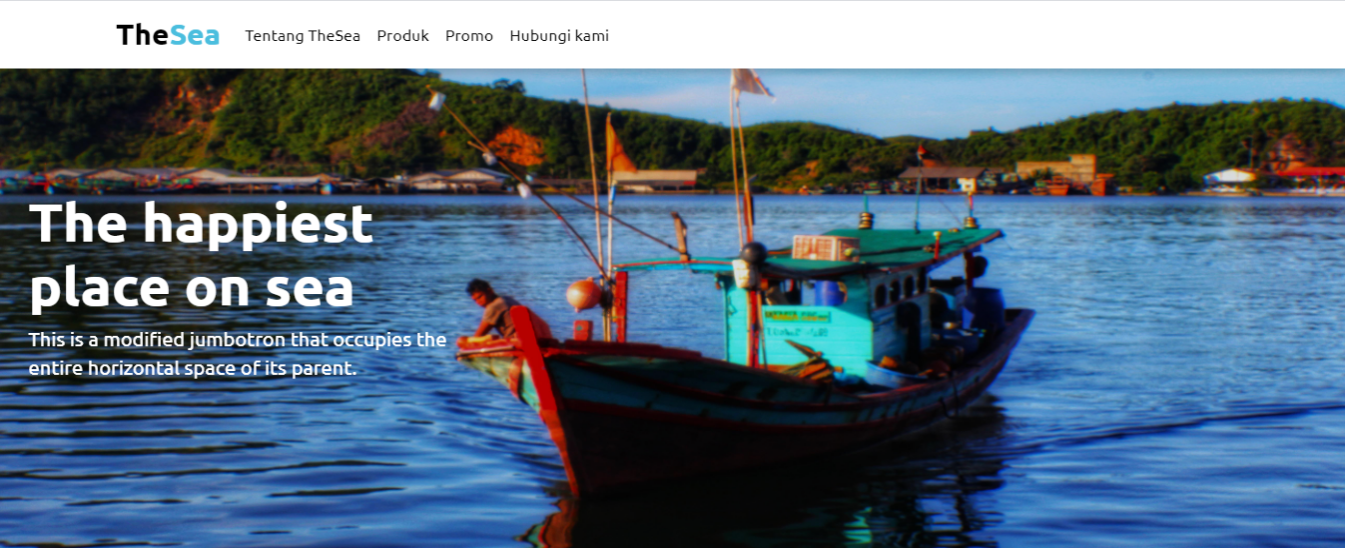 TheSea Tentang TheSea Produk Promo Hubungi kami
The happiest
place on sea
This is a modified jumbotron that occupies the
entire horizontal space of its parent.